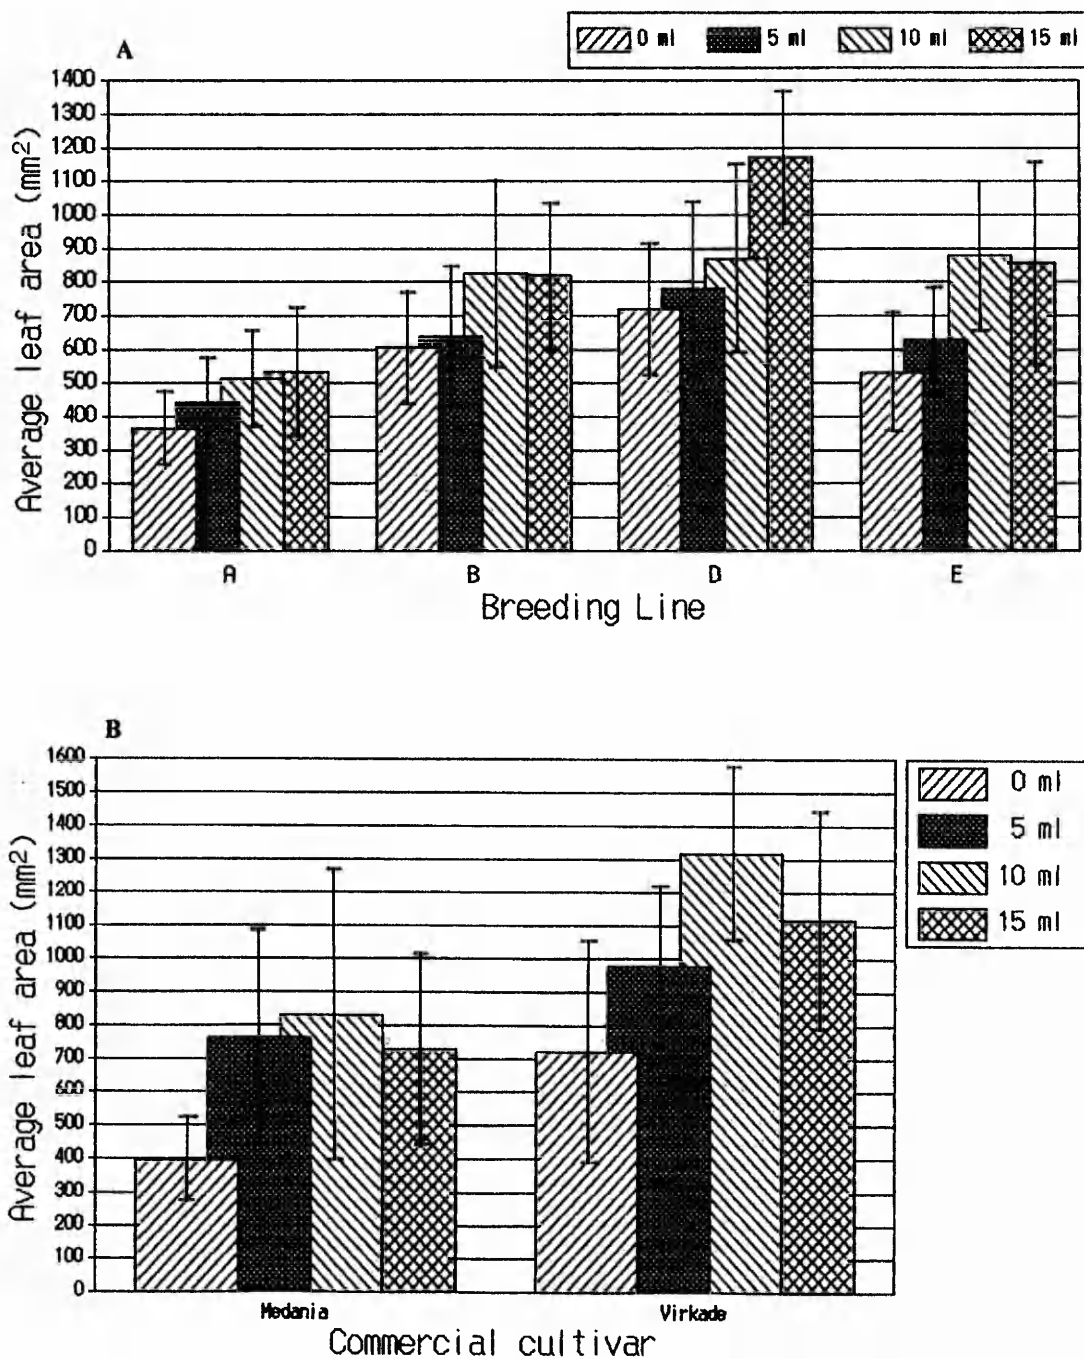 A
0 ml 5 ml 10 ml 15 ml
Average leaf area (mm²)
1400
1300
1200
1100
1000
900
800
700
600
500
400
300
200
100
0
A B D E
Breeding Line
B
0 ml
5 ml
10 ml
15 ml
Average leaf area (mm²)
1600
1500
1400
1300
1200
1100
1000
900
800
700
600
500
400
300
200
100
0
Medania Virkade
Commercial cultivar